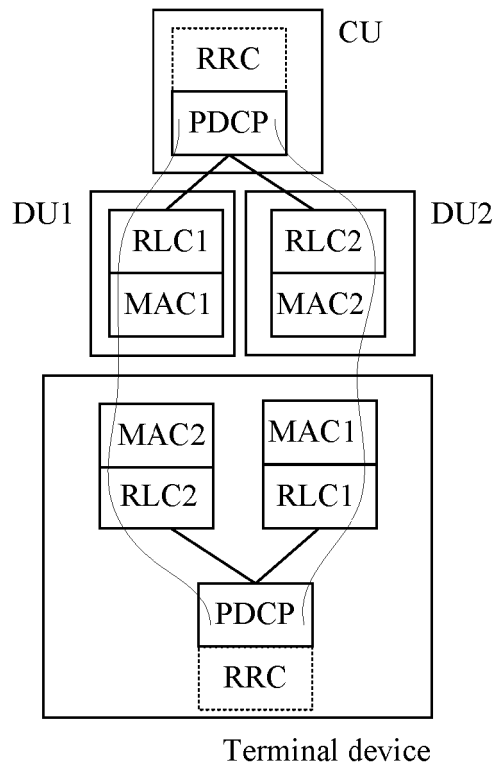 CU
RRC
PDCP
DU1
DU2
RLC1
RLC2
MAC1
MAC2
MAC2
MAC1
RLC2
RLC1
PDCP
RRC
Terminal device